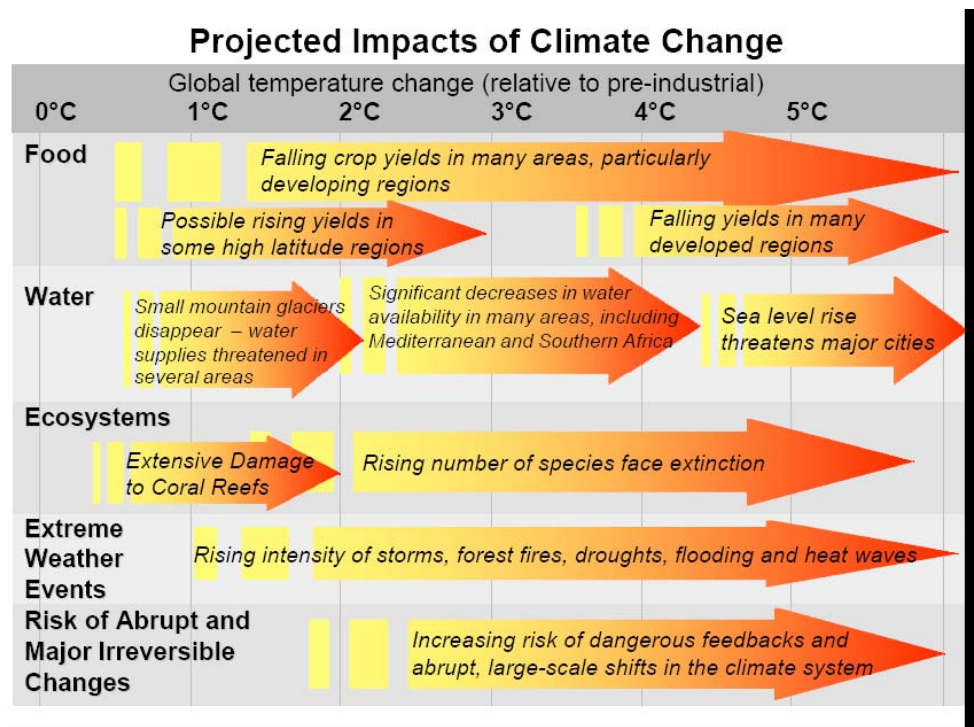 Projected Impacts of Climate Change
Global temperature change (relative to pre-industrial)
0°C 1°C 2°C 3°C 4°C 5°C
Food
Falling crop yields in many areas, particularly
developing regions
Possible rising yields in
some high latitude regions
Falling yields in many
developed regions
Water
Small mountain glaciers
disappear – water
supplies threatened in
several areas
Significant decreases in water
availability in many areas, including
Mediterranean and Southern Africa
Sea level rise
threatens major cities
Ecosystems
Extensive Damage
to Coral Reefs
Rising number of species face extinction
Extreme
Weather
Events
Rising intensity of storms, forest fires, droughts, flooding and heat waves
Risk of Abrupt and
Major Irreversible
Changes
Increasing risk of dangerous feedbacks and
abrupt, large-scale shifts in the climate system